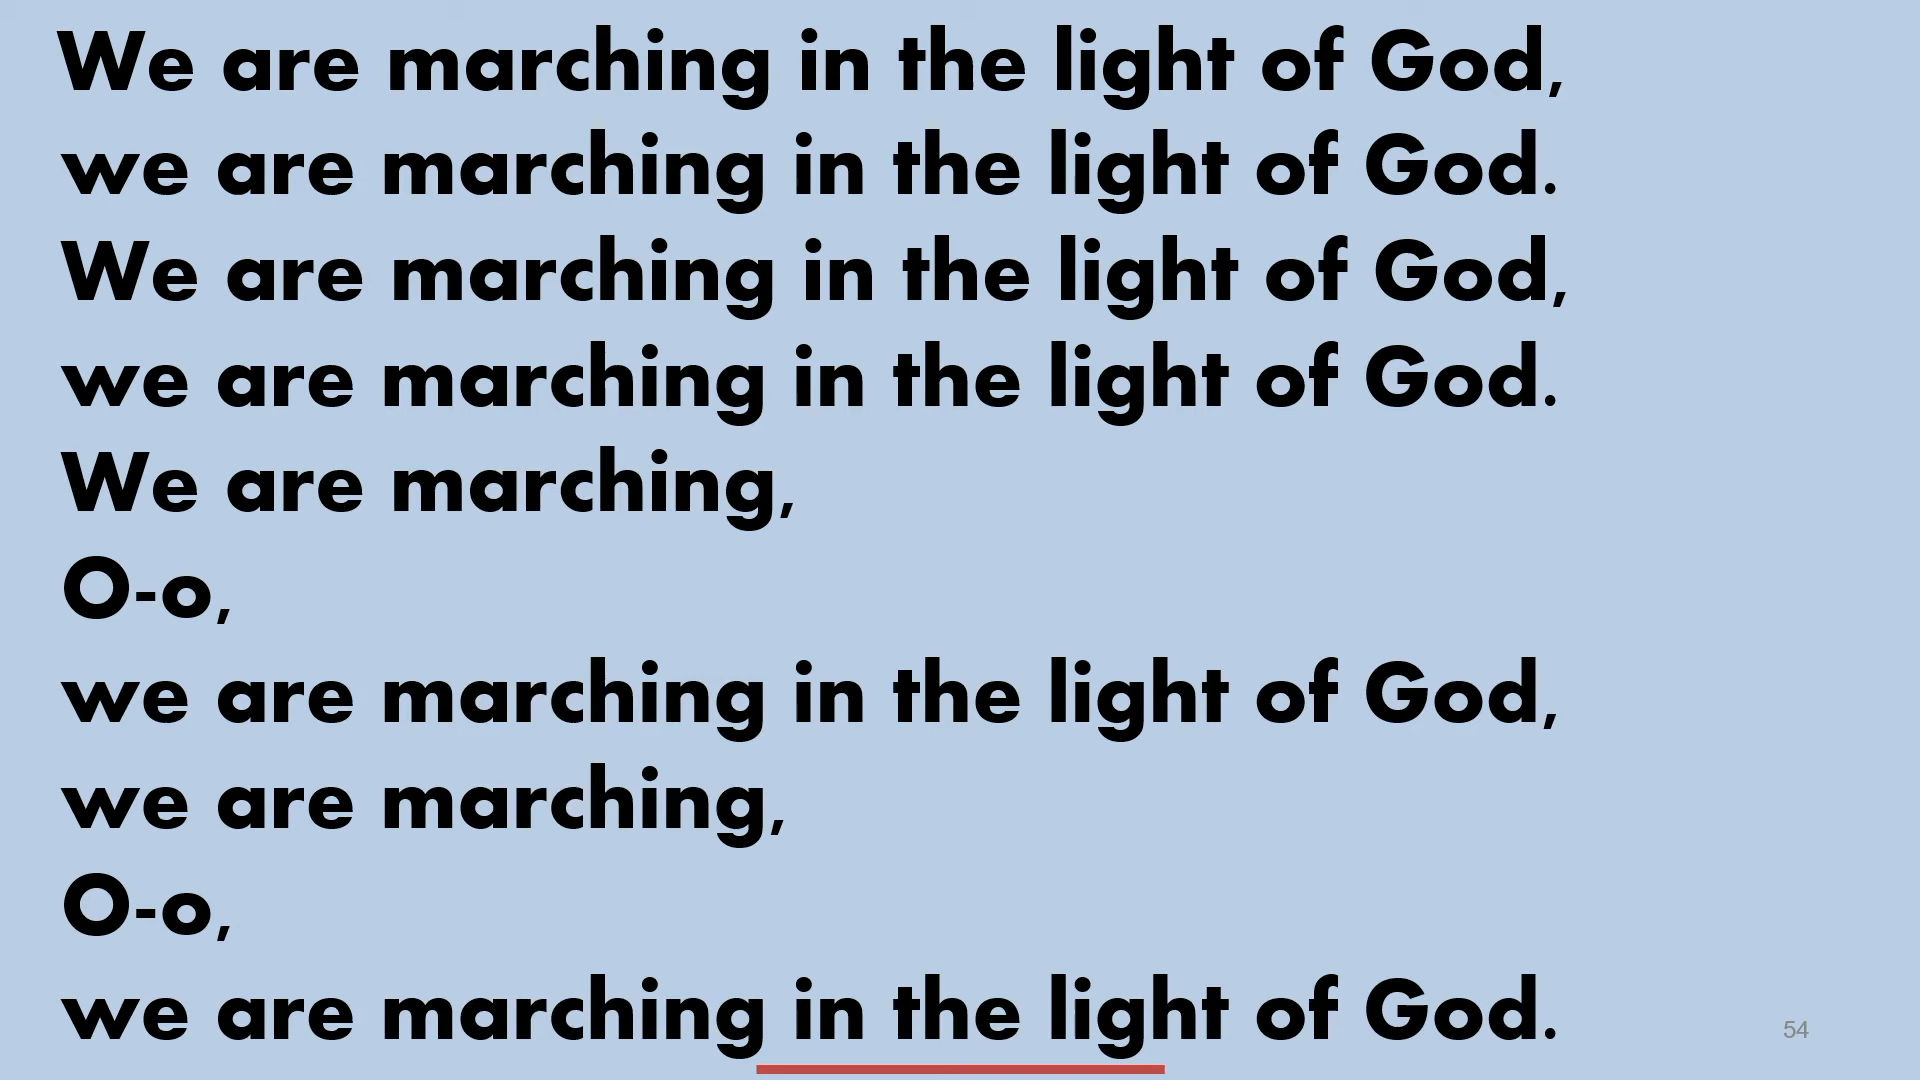 We are marching in the light of God,
we are marching in the light of God.
We are marching in the light of God,
we are marching in the light of God.
We are marching,
O-o,
we are marching in the light of God,
we are marching,
O-o,
we are marching in the light of God.
54